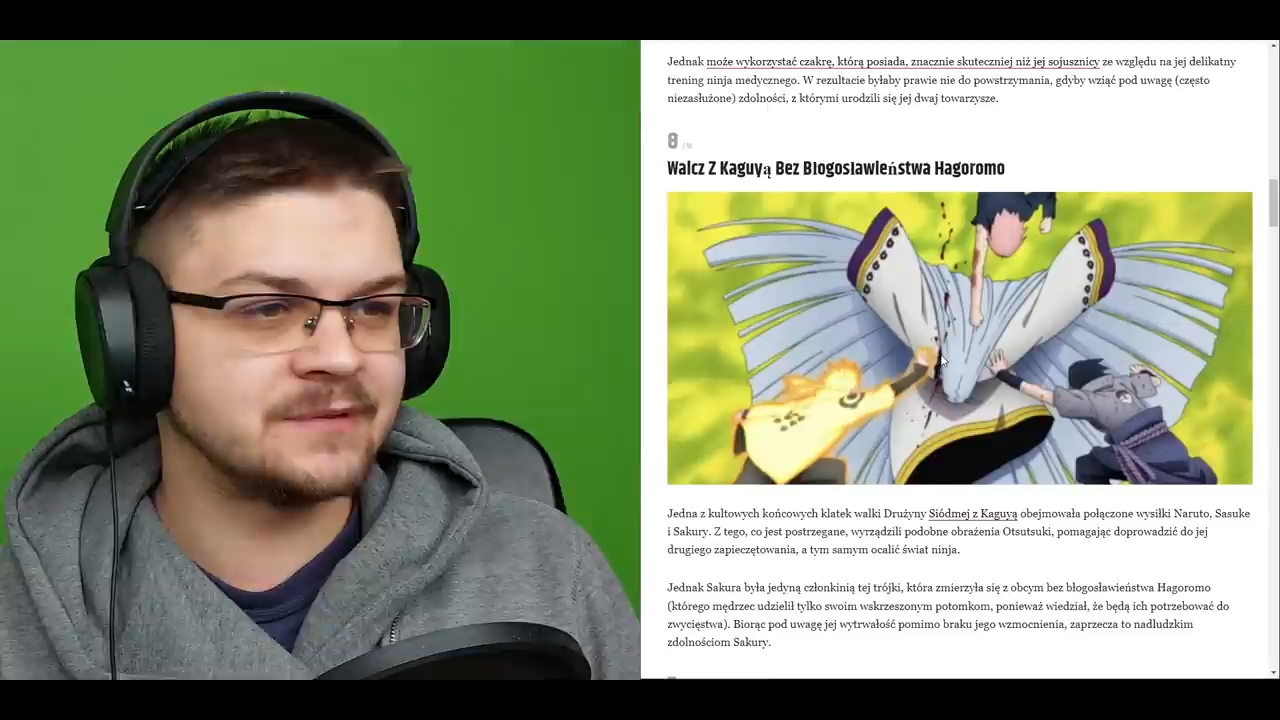 Jednak może wykorzystać czakrę, którą posiada, znacznie skuteczniej niż jej sojusznicy ze względu na jej delikatny
trening ninja medycznego. W rezultacie byłaby prawie nie do powstrzymania, gdyby wziąć pod uwagę (często
niezasłużone) zdolności, z którymi urodzili się jej dwaj towarzysze.
8 / 10
Walcz Z Kaguyą Bez Błogosławieństwa Hagoromo
Jedna z kultowych końcowych klatek walki Drużyny Siódmej z Kaguyą obejmowała połączone wysiłki Naruto, Sasuke
i Sakury. Z tego, co jest postrzegane, wyrządzili podobne obrażenia Otsutsuki, pomagając doprowadzić do jej
drugiego zapieczętowania, a tym samym ocalić świat ninja.
Jednak Sakura była jedyną członkinią tej trójki, która zmierzyła się z obcym bez błogosławieństwa Hagoromo
(którego mędrzec udzielił tylko swoim wskrzeszonym potomkom, ponieważ wiedział, że będą ich potrzebować do
zwycięstwa). Biorąc pod uwagę jej wytrwałość pomimo braku jego wzmocnienia, zaprzecza to nadludzkim
zdolnościom Sakury.